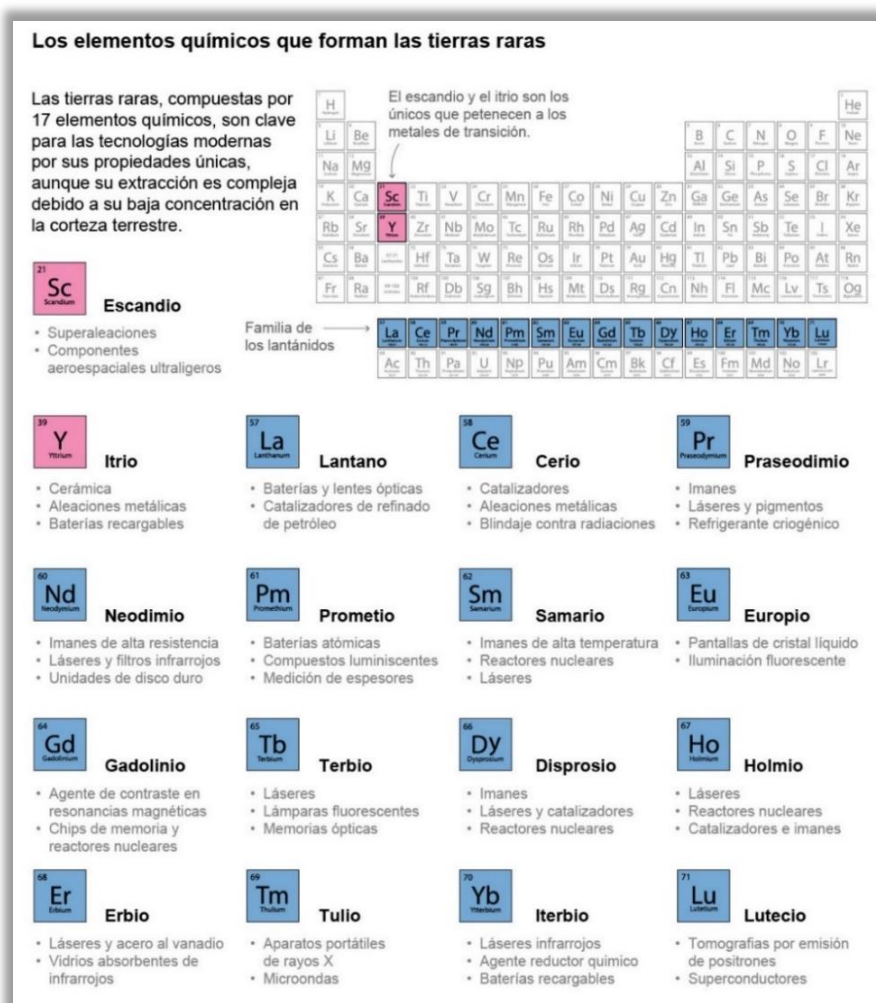 Los elementos químicos que forman las tierras raras
Las tierras raras, compuestas por
17 elementos químicos, son clave
para las tecnologías modernas
por sus propiedades únicas,
aunque su extracción es compleja
debido a su baja concentración en
la corteza terrestre.
El escandio y el itrio son los
únicos que petenecen a los
metales de transición.
H He
Li Be B C N O F Ne
Na Mg Al Si P S Cl Ar
K Ca Sc Ti V Cr Mn Fe Co Ni Cu Zn Ga Ge As Se Br Kr
Rb Sr Y Zr Nb Mo Tc Ru Rh Pd Ag Cd In Sn Sb Te I Xe
Cs Ba Hf Ta W Re Os Ir Pt Au Hg Tl Pb Bi Po At Rn
Fr Ra Rf Db Sg Bh Hs Mt Ds Rg Cn Nh Fl Mc Lv Ts Og
Familia de
los lantánidos
La Ce Pr Nd Pm Sm Eu Gd Tb Dy Ho Er Tm Yb Lu
Ac Th Pa U Np Pu Am Cm Bk Cf Es Fm Md No Lr
21
Sc
Scandium
Escandio
• Superaleaciones
• Componentes
aeroespaciales ultraligeros
39
Y
Yttrium
Itrio
• Cerámica
• Aleaciones metálicas
• Baterías recargables
57
La
Lanthanum
Lantano
• Baterías y lentes ópticas
• Catalizadores de refinado
de petróleo
58
Ce
Cerium
Cerio
• Catalizadores
• Aleaciones metálicas
• Blindaje contra radiaciones
59
Pr
Praseodymium
Praseodimio
• Imanes
• Láseres y pigmentos
• Refrigerante criogénico
60
Nd
Neodymium
Neodimio
• Imanes de alta resistencia
• Láseres y filtros infrarrojos
• Unidades de disco duro
61
Pm
Promethium
Prometio
• Baterías atómicas
• Compuestos luminiscentes
• Medición de espesores
62
Sm
Samarium
Samario
• Imanes de alta temperatura
• Reactores nucleares
• Láseres
63
Eu
Europium
Europio
• Pantallas de cristal líquido
• Iluminación fluorescente
64
Gd
Gadolinium
Gadolinio
• Agente de contraste en
resonancias magnéticas
• Chips de memoria y
reactores nucleares
65
Tb
Terbium
Terbio
• Láseres
• Lámparas fluorescentes
• Memorias ópticas
66
Dy
Dysprosium
Disprosio
• Imanes
• Láseres y catalizadores
• Reactores nucleares
67
Ho
Holmium
Holmio
• Láseres
• Reactores nucleares
• Catalizadores e imanes
68
Er
Erbium
Erbio
• Láseres y acero al vanadio
• Vidrios absorbentes de
infrarrojos
69
Tm
Thulium
Tulio
• Aparatos portátiles
de rayos X
• Microondas
70
Yb
Ytterbium
Iterbio
• Láseres infrarrojos
• Agente reductor quimico
• Baterías recargables
71
Lu
Lutetium
Lutecio
• Tomografias por emisión
de positrones
• Superconductores